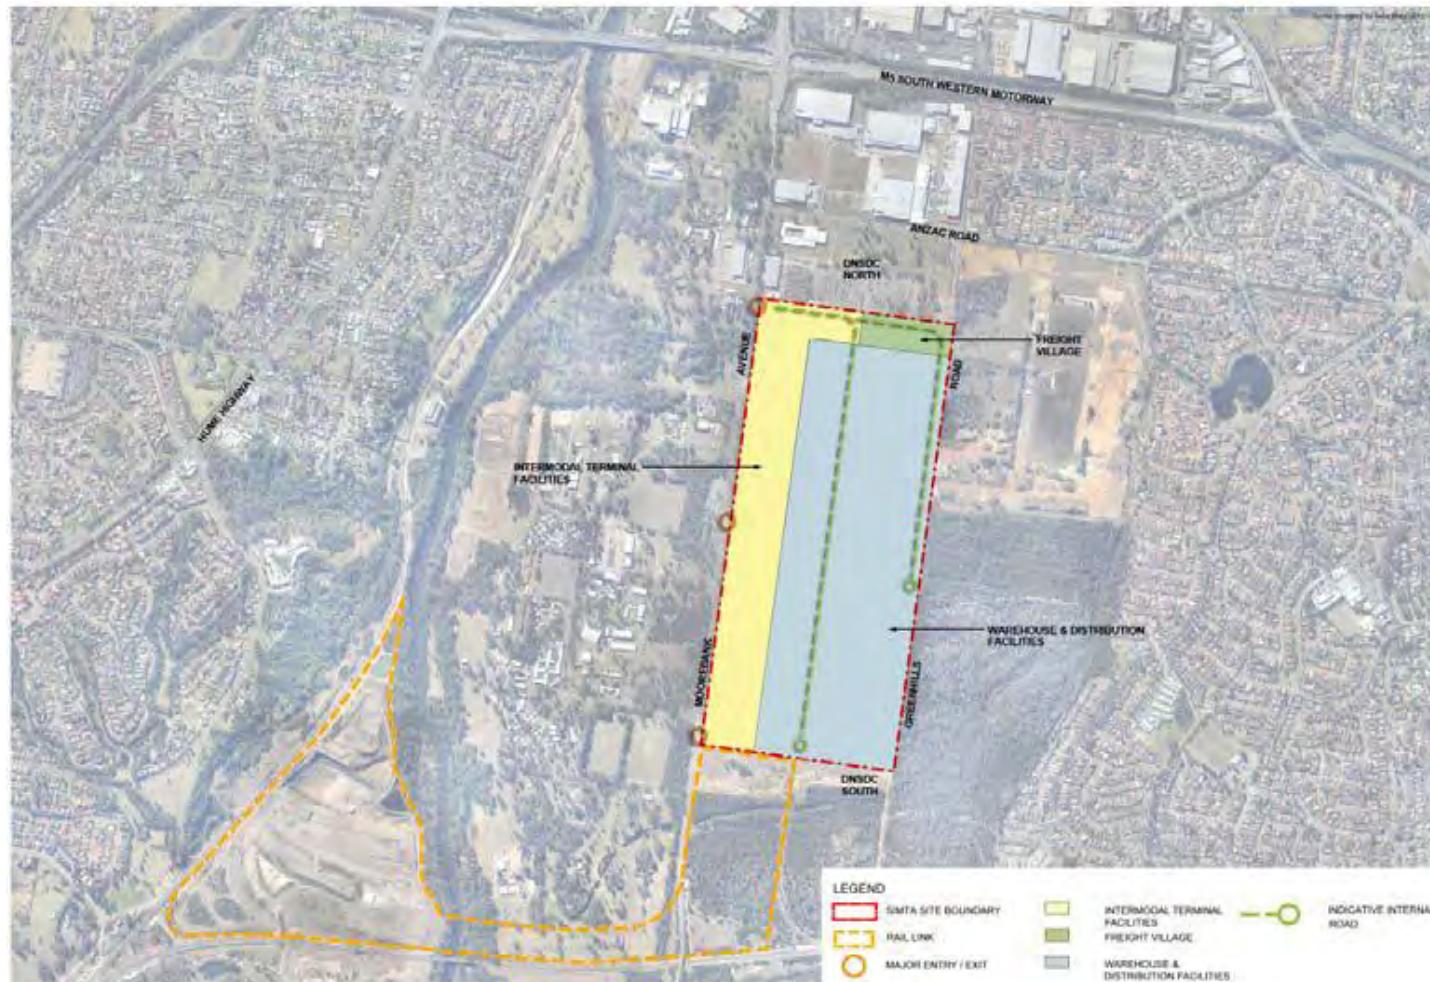 M5 SOUTH WESTERN MOTORWAY
ANZAC ROAD
DNSDC
NORTH
AVENUE
FREIGHT
VILLAGE
ROAD
HUME HIGHWAY
INTERMODAL TERMINAL
FACILITIES
WAREHOUSE & DISTRIBUTION
FACILITIES
MOOREBANK
GREENHILLS
DNSDC
SOUTH
LEGEND
SIMTA SITE BOUNDARY
RAIL LINK
MAJOR ENTRY / EXIT
INTERMODAL TERMINAL
FACILITIES
FREIGHT VILLAGE
WAREHOUSE &
DISTRIBUTION FACILITIES
INDICATIVE INTERNA
ROAD